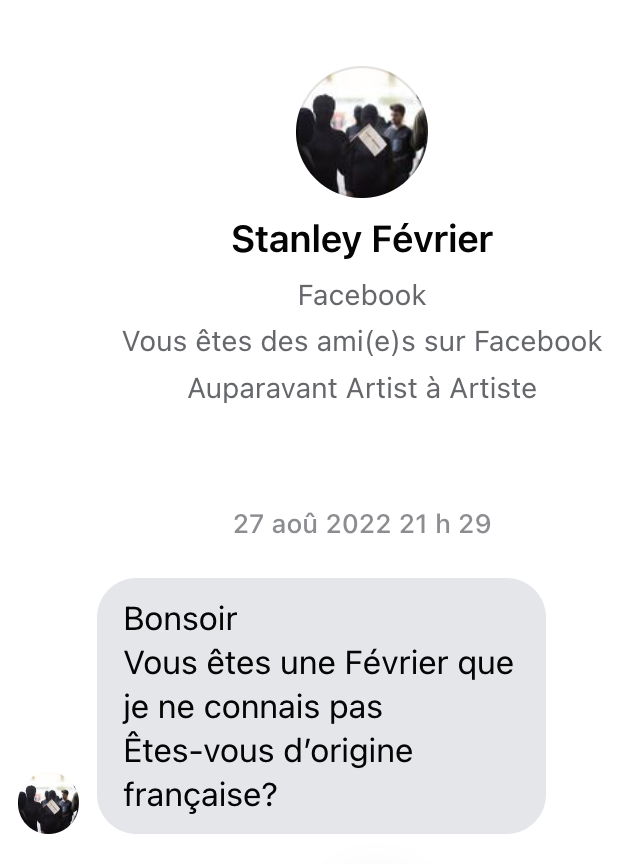 Stanley Février
Facebook
Vous êtes des ami(e)s sur Facebook
Auparavant Artist à Artiste
27 aoû 2022 21 h 29
Bonsoir
Vous êtes une Février que
je ne connais pas
Êtes-vous d’origine
française?